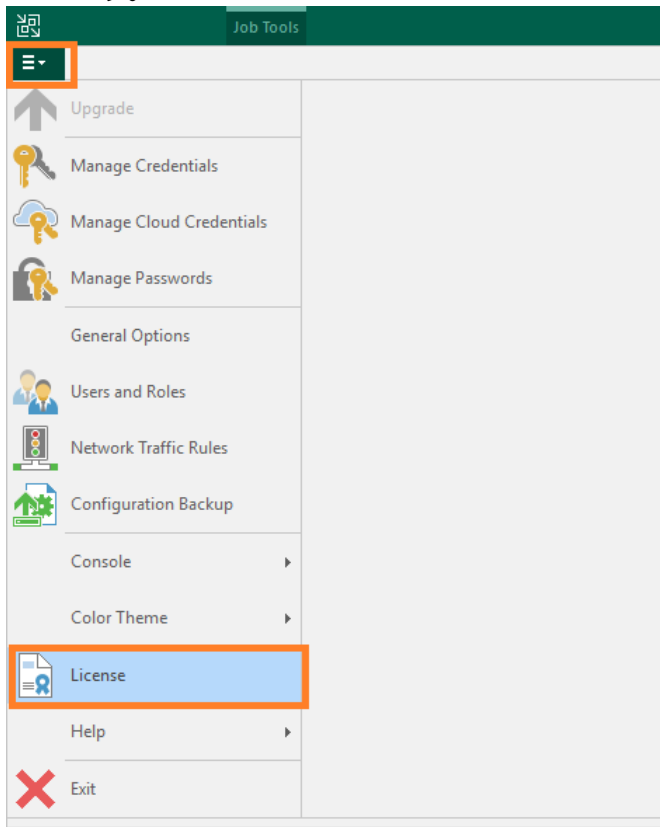 Job Tools
Upgrade
Manage Credentials
Manage Cloud Credentials
Manage Passwords
General Options
Users and Roles
Network Traffic Rules
Configuration Backup
Console
Color Theme
License
Help
Exit